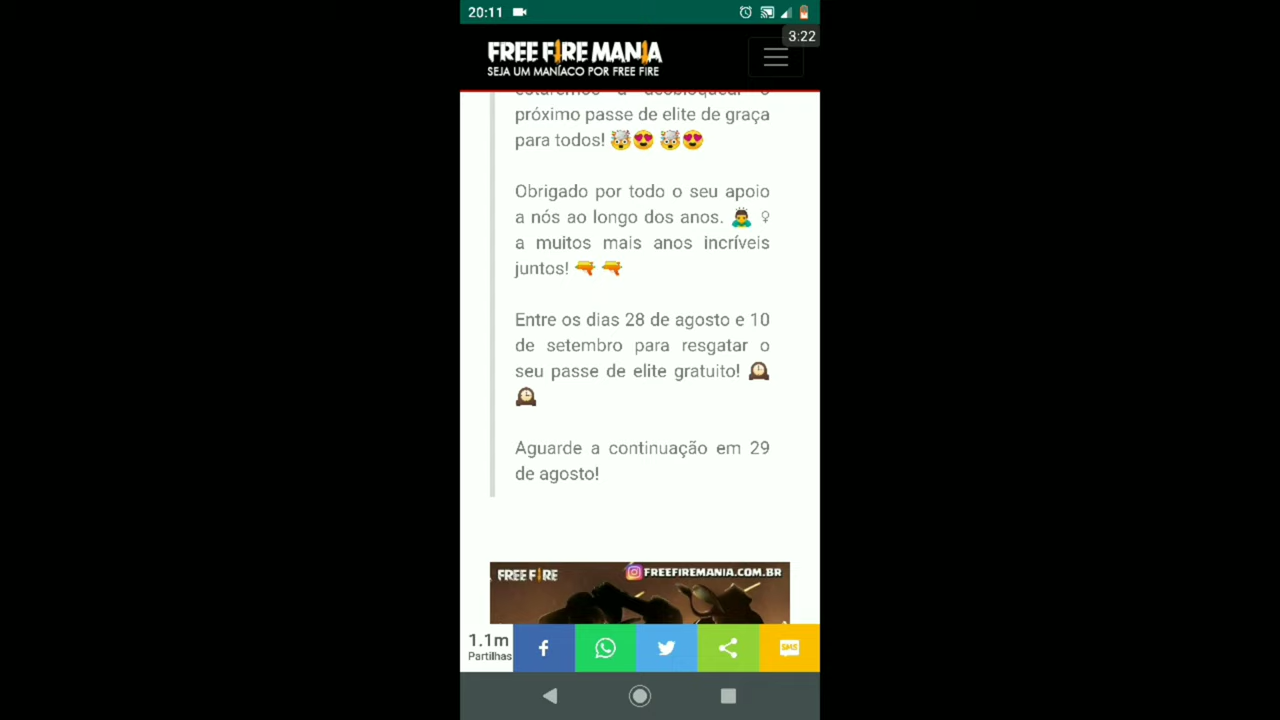 20:11
3:22
FREE FIRE MANIA
SEJA UM MANÍACO POR FREE FIRE
estaremos a desbloquear o
próximo passe de elite de graça
para todos! 🤯😍 🤯😍
Obrigado por todo o seu apoio
a nós ao longo dos anos. 🙇 ♀
a muitos mais anos incríveis
juntos! 🔫 🔫
Entre os dias 28 de agosto e 10
de setembro para resgatar o
seu passe de elite gratuito! 🕰
🕰
Aguarde a continuação em 29
de agosto!
FREE FIRE
FREEFIREMANIA.COM.BR
1.1m
Partilhas
SMS